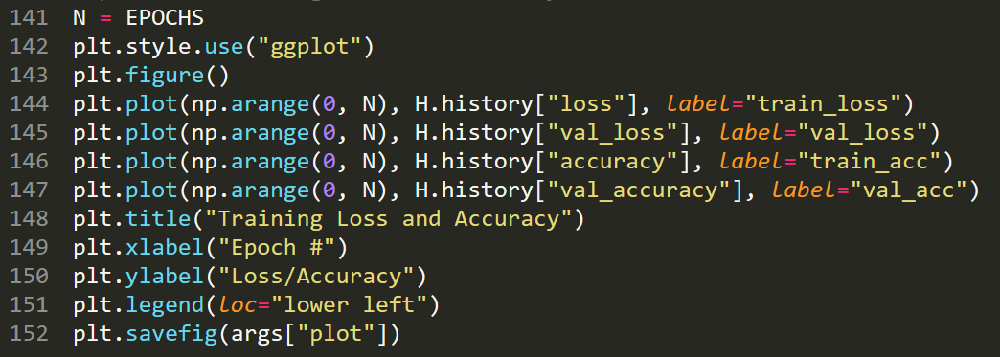 141 N = EPOCHS
142 plt.style.use("ggplot")
143 plt.figure()
144 plt.plot(np.arange(0, N), H.history["loss"], label="train_loss")
145 plt.plot(np.arange(0, N), H.history["val_loss"], label="val_loss")
146 plt.plot(np.arange(0, N), H.history["accuracy"], label="train_acc")
147 plt.plot(np.arange(0, N), H.history["val_accuracy"], label="val_acc")
148 plt.title("Training Loss and Accuracy")
149 plt.xlabel("Epoch #")
150 plt.ylabel("Loss/Accuracy")
151 plt.legend(loc="lower left")
152 plt.savefig(args["plot"])